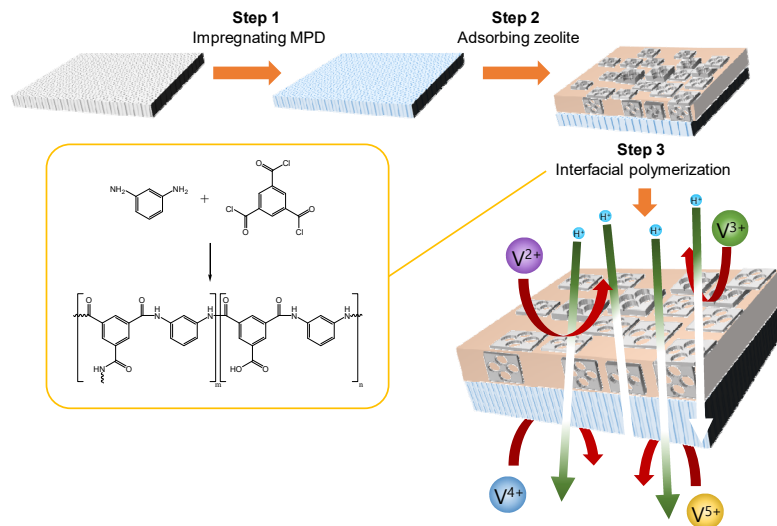 Step 1
Impregnating MPD
Step 2
Adsorbing zeolite
Step 3
Interfacial polymerization
NH₂ NH₂
+
O Cl
Cl O
O Cl
H⁺ H⁺ H⁺ H⁺
V²⁺ V³⁺
O O H N H N O O H N H N
m n
HN O HO O
V⁴⁺ V⁵⁺